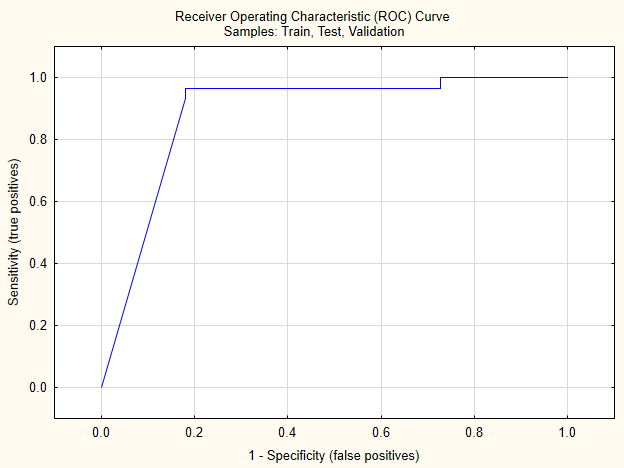 Receiver Operating Characteristic (ROC) Curve
Samples: Train, Test, Validation
Sensitivity (true positives)
1.0
0.8
0.6
0.4
0.2
0.0
0.0 0.2 0.4 0.6 0.8 1.0
1 - Specificity (false positives)